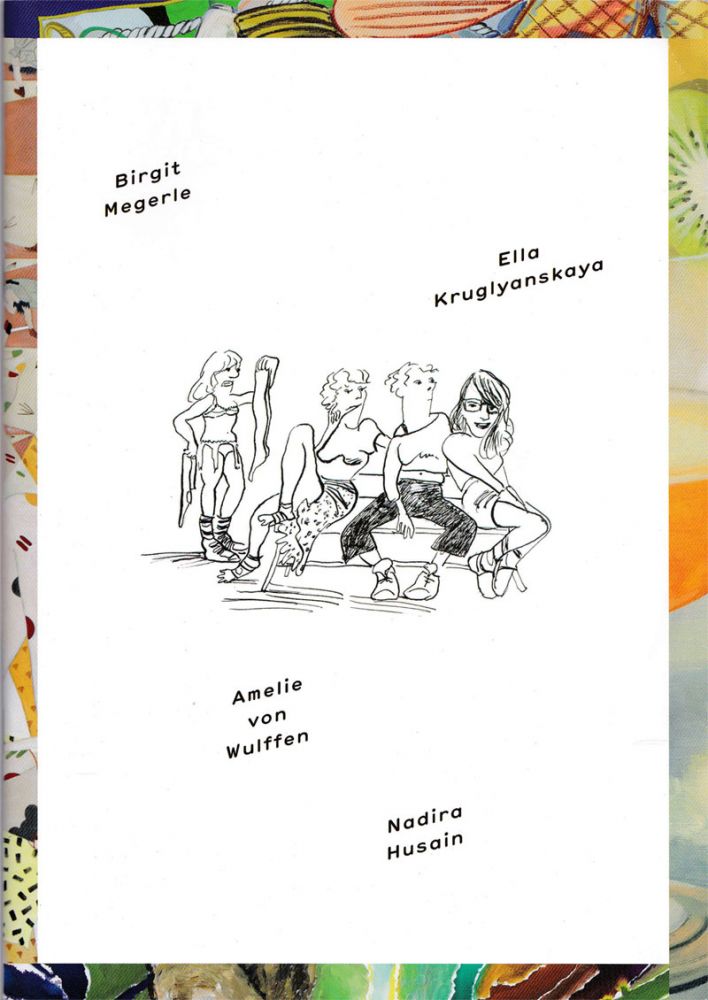 Birgit
Megerle
Ella
Kruglyanskaya
Amelie
von
Wulffen
Nadira
Husain